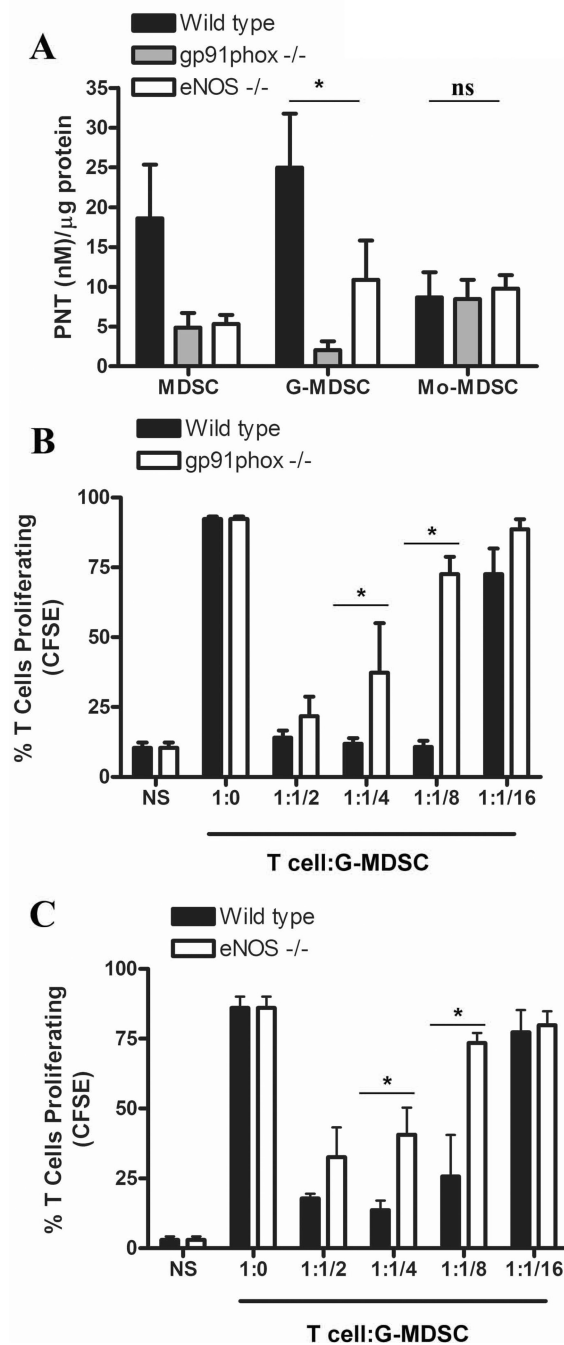 A
Wild type
gp91phox -/-
eNOS -/-
*
ns
PNT (nM)/µg protein
35
30
25
20
15
10
5
0
MDSC G-MDSC Mo-MDSC
B
Wild type
gp91phox -/-
% T Cells Proliferating
(CFSE)
100
75
50
25
0
*
*
NS 1:0 1:1/2 1:1/4 1:1/8 1:1/16
T cell:G-MDSC
C
Wild type
eNOS -/-
% T Cells Proliferating
(CFSE)
100
75
50
25
0
*
*
NS 1:0 1:1/2 1:1/4 1:1/8 1:1/16
T cell:G-MDSC